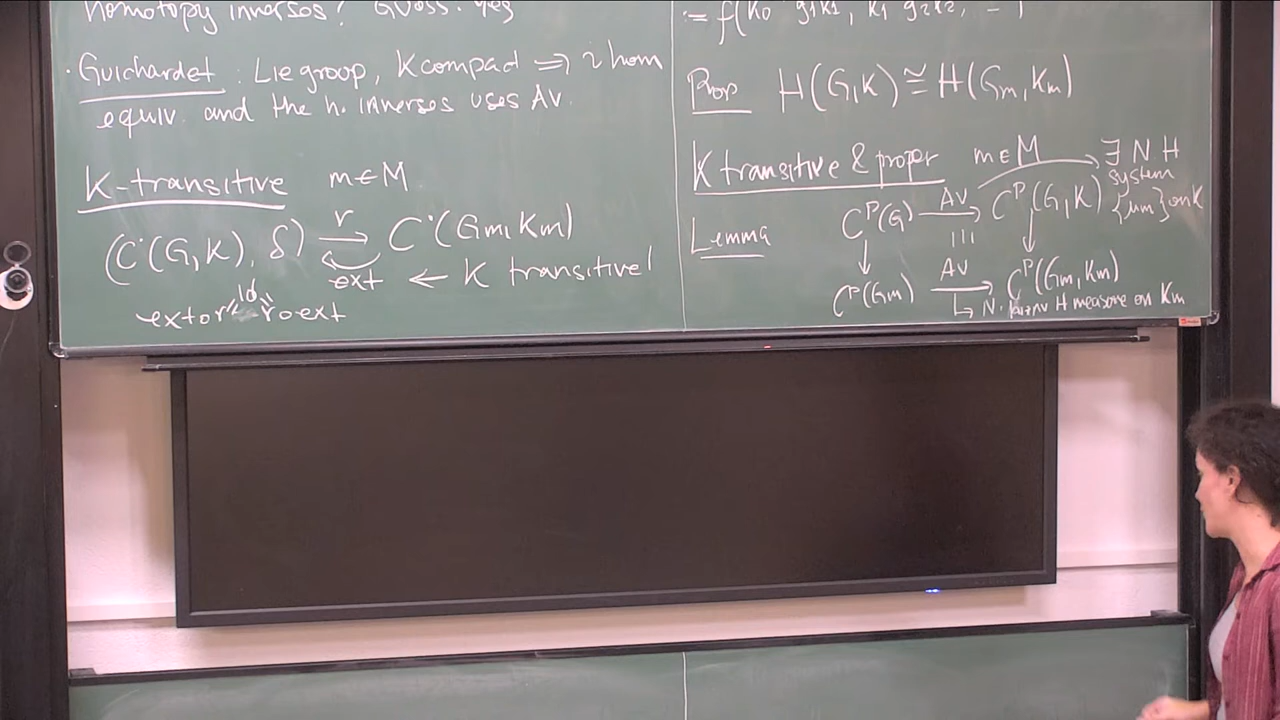 homotopy inverses? Guess: yes
· Guichardet : Lie group, K compact ⇒ i hom
equiv. and the h. inverses uses AV.
K-transitive m∈M
(C˙(G,K), δ) r→ C˙(Gm,Km)
ext ← K transitive!
ext∘r "id" r∘ext
:= f(k0 g1k1, k1 g2k2, – )
Prop H(G,K) ≅ H(Gm,Km)
K transitive & proper m∈M → ∃ N H
system
{μm} on K
Lemma
C^p(G) AV→ C^p(G,K)
|||
C^p(Gm) AV→ C^p(Gm,Km)
↳ N. H measure on Km